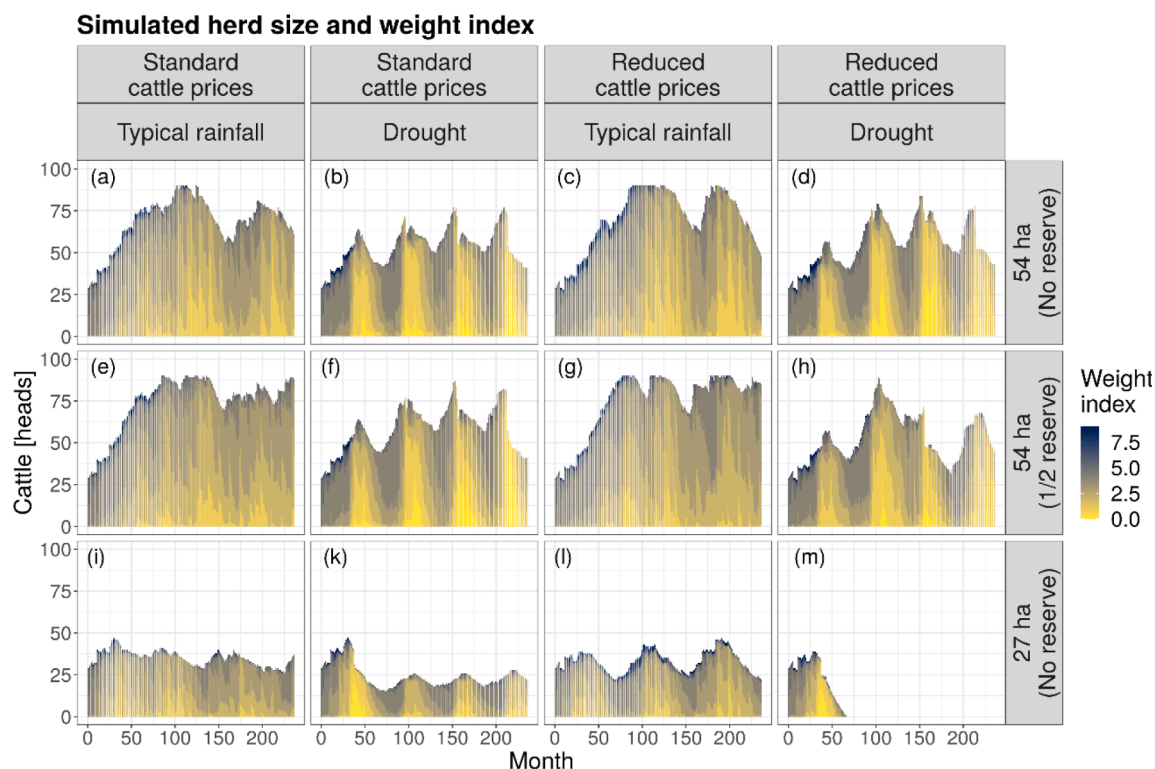 Simulated herd size and weight index
Standard
cattle prices
Standard
cattle prices
Reduced
cattle prices
Reduced
cattle prices
Typical rainfall
Drought
Typical rainfall
Drought
Cattle [heads]
100
75
50
25
0
(a)
(b)
(c)
(d)
54 ha
(No reserve)
100
75
50
25
0
(e)
(f)
(g)
(h)
54 ha
(1/2 reserve)
100
75
50
25
0
(i)
(k)
(l)
(m)
27 ha
(No reserve)
0 50 100 150 200
0 50 100 150 200
0 50 100 150 200
0 50 100 150 200
Month
Weight
index
7.5
5.0
2.5
0.0